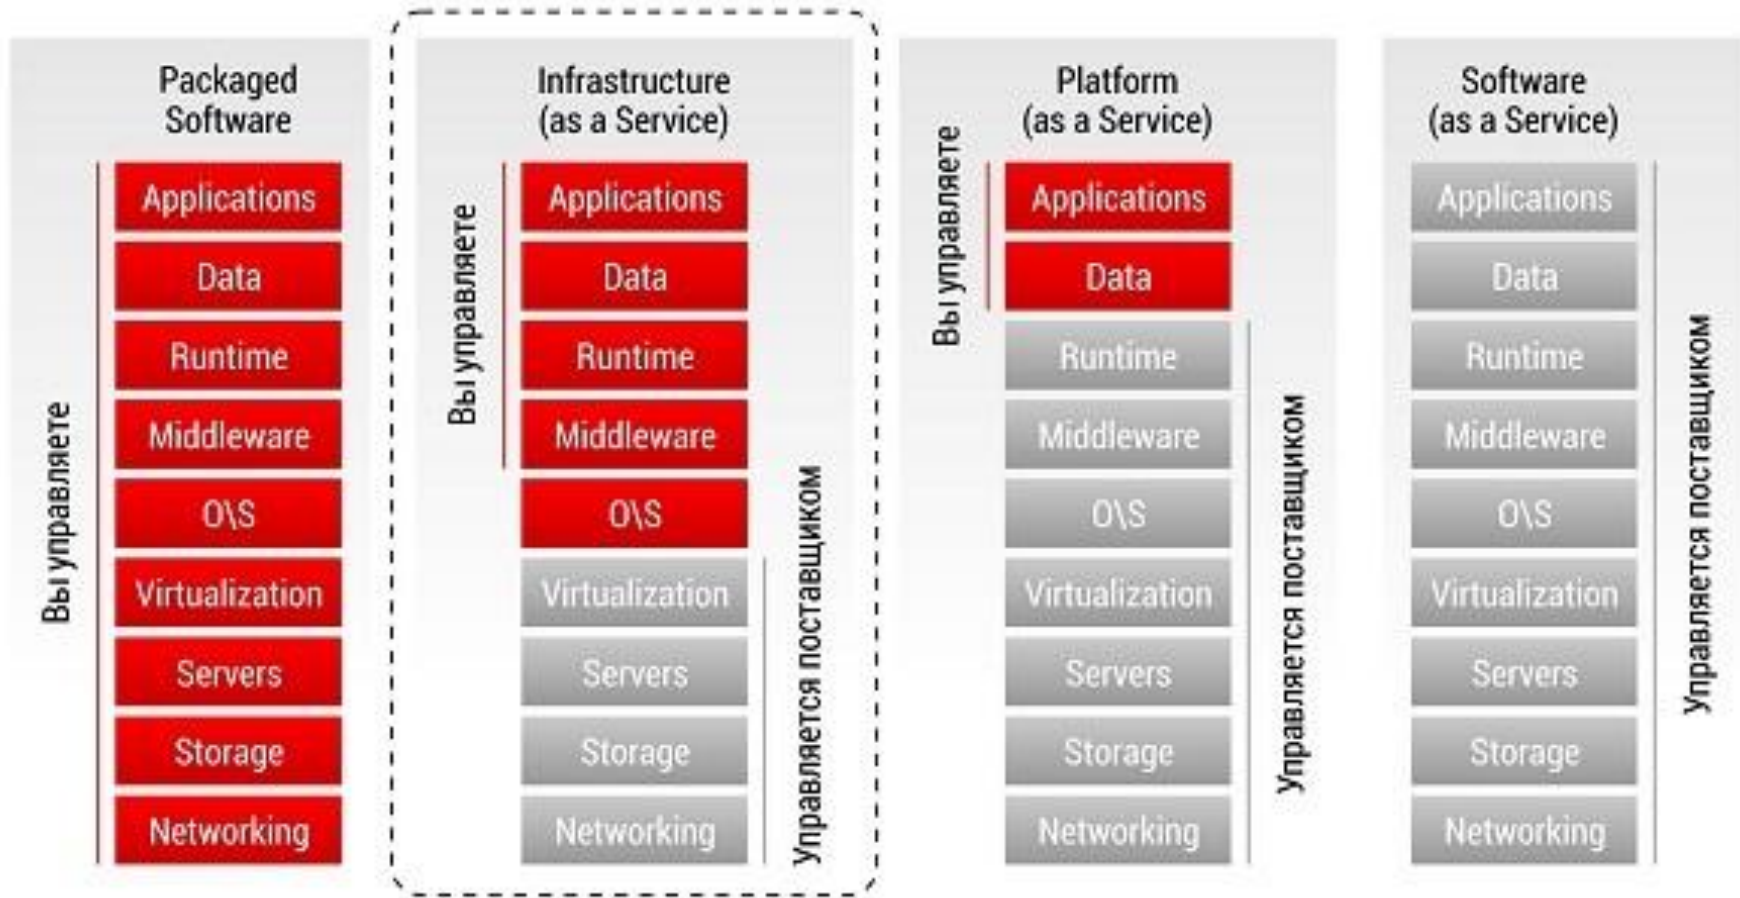 Packaged
Software
Вы управляете
Applications
Data
Runtime
Middleware
O\S
Virtualization
Servers
Storage
Networking
Infrastructure
(as a Service)
Вы управляете
Applications
Data
Runtime
Middleware
O\S
Virtualization
Servers
Storage
Networking
Управляется поставщиком
Platform
(as a Service)
Вы управляете
Applications
Data
Runtime
Middleware
O\S
Virtualization
Servers
Storage
Networking
Управляется поставщиком
Software
(as a Service)
Applications
Data
Runtime
Middleware
O\S
Virtualization
Servers
Storage
Networking
Управляется поставщиком